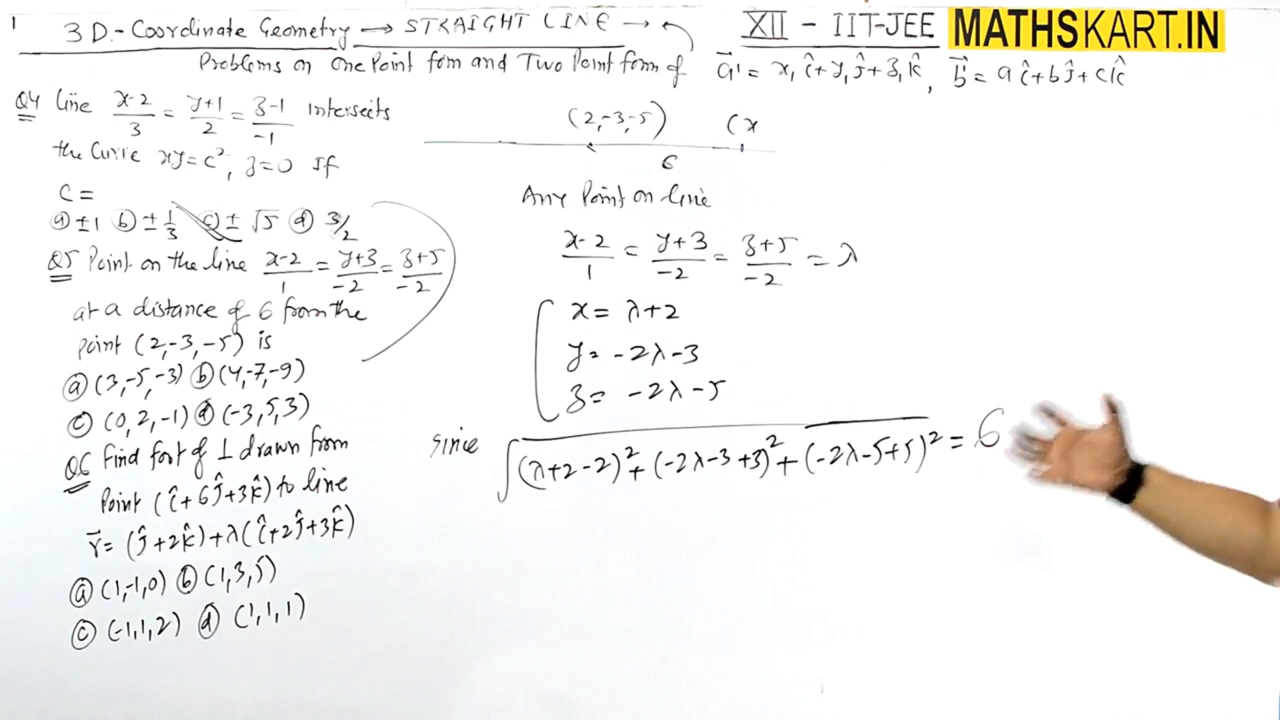 1
3D.-Coordinate Geometry → STRAIGHT LINE →
XII - IIT-JEE MATHSKART.IN
Problems on one Point form and Two Point form of a⃗' = x₁î+y₁ĵ+z₁k̂, b⃗ = aî+bĵ+ck̂
Q4 Line (x-2)/3 = (y+1)/2 = (z-1)/-1 intersects
the Curve xy=c², z=0 If
C=
(a) ±1 (b) ±1/3 (c) ±√5 (d) 3/2
Q5 Point on the line (x-2)/1 = (y+3)/-2 = (z+5)/-2
at a distance of 6 from the
point (2,-3,-5) is
(a) (3,-5,-3) (b) (4,-7,-9)
(c) (0,2,-1) (d) (-3,5,3)
Q6 Find foot of ⊥ drawn from
Point (î+6ĵ+3k̂) to line
r⃗ = (ĵ+2k̂)+λ(î+2ĵ+3k̂)
(a) (1,-1,0) (b) (1,3,5)
(c) (-1,1,2) (d) (1,1,1)
(2,-3,-5) (x
6
Any Point on line
(x-2)/1 = (y+3)/-2 = (z+5)/-2 = λ
x = λ+2
y = -2λ-3
z = -2λ-5
since √((λ+2-2)²+(-2λ-3+3)²+(-2λ-5+5)²) = 6